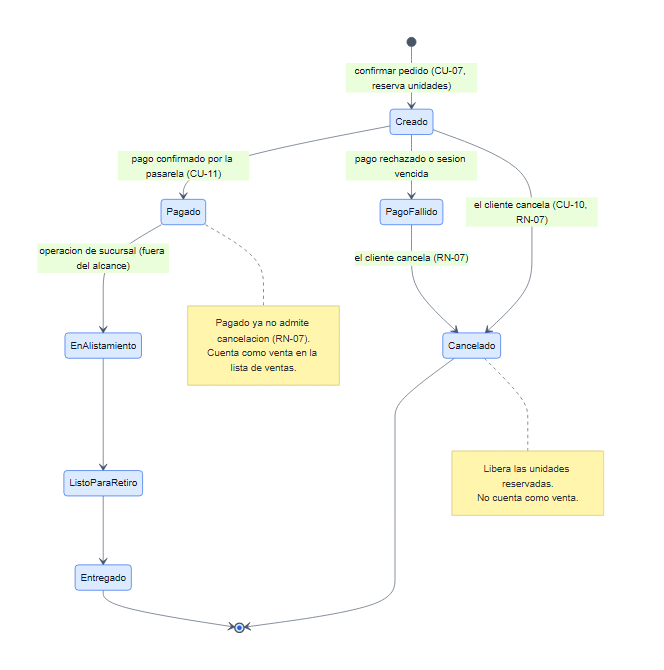 confirmar pedido (CU-07,
reserva unidades)
Creado
pago confirmado por la
pasarela (CU-11)
pago rechazado o sesion
vencida
el cliente cancela (CU-10,
RN-07)
Pagado
PagoFallido
operacion de sucursal (fuera
del alcance)
el cliente cancela (RN-07)
Pagado ya no admite
cancelacion (RN-07).
Cuenta como venta en la
lista de ventas.
EnAlistamiento
Cancelado
Libera las unidades
reservadas.
No cuenta como venta.
ListoParaRetiro
Entregado